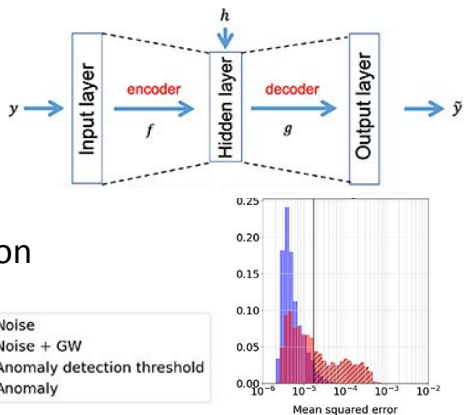 h
Input layer
encoder
Hidden layer
decoder
Output layer
y
f
g
ỹ
on
Noise
Noise + GW
Anomaly detection threshold
Anomaly
0.25
0.20
0.15
0.10
0.05
0.00
10⁻⁶ 10⁻⁵ 10⁻⁴ 10⁻³ 10⁻²
Mean squared error